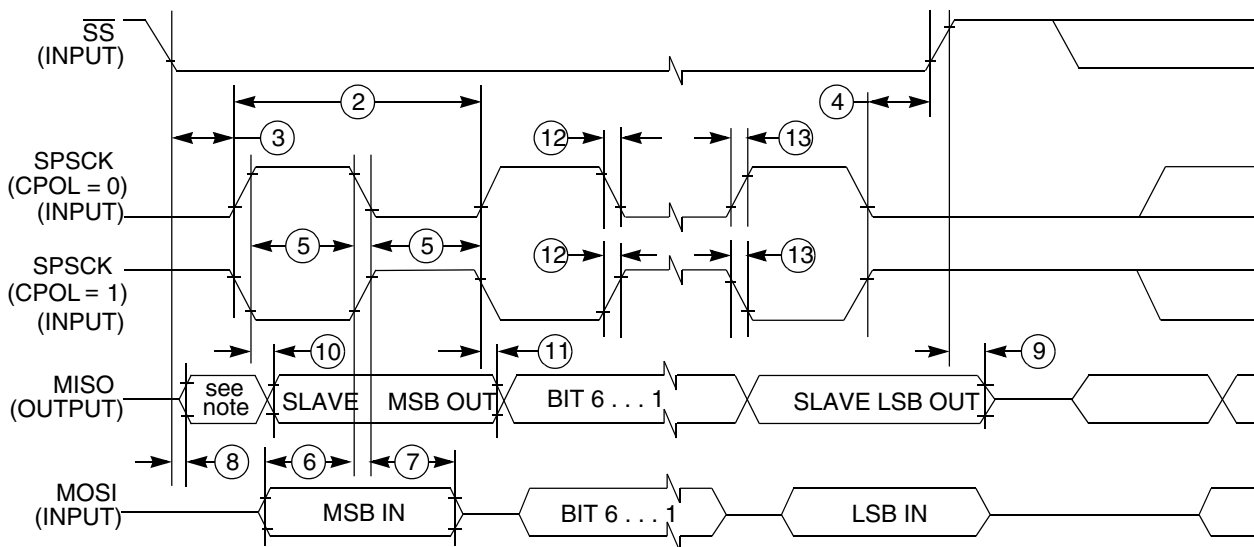 SS
(INPUT)
2
4
3
12
13
SPSCK
(CPOL = 0)
(INPUT)
5
5
12
13
SPSCK
(CPOL = 1)
(INPUT)
10
11
9
MISO
(OUTPUT)
see
note
SLAVE
MSB OUT
BIT 6 . . . 1
SLAVE LSB OUT
8
6
7
MOSI
(INPUT)
MSB IN
BIT 6 . . . 1
LSB IN